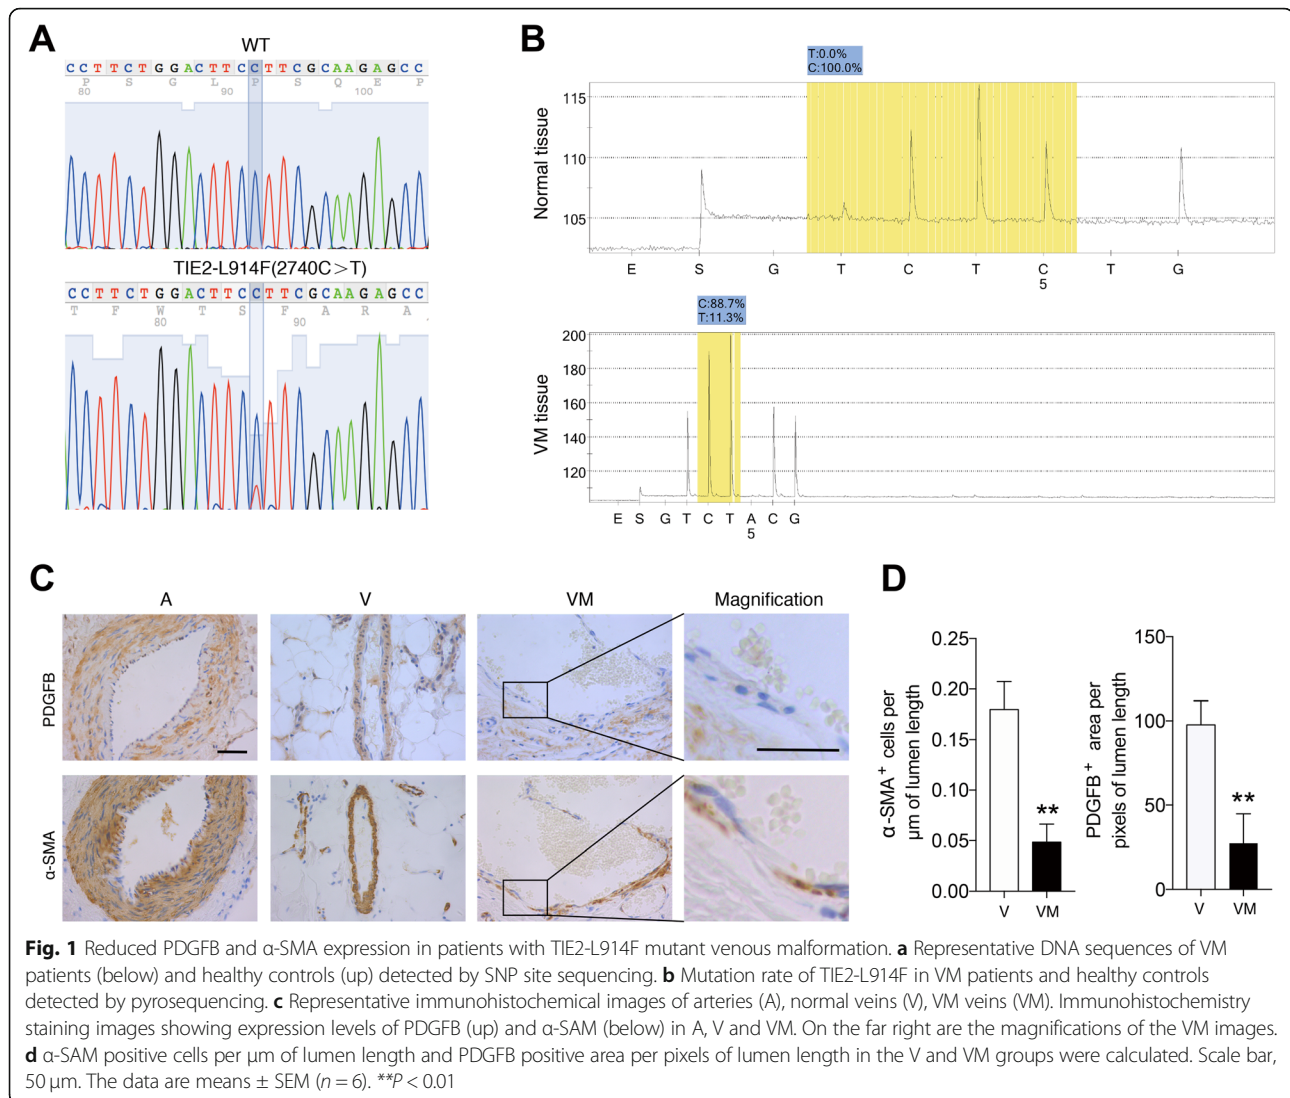 A
WT
CCTTCTGGACTTCCTTCGCAAGAGCC
P S G L P S Q E P
80 90 100
TIE2-L914F(2740C>T)
CCTTCTGGACTTCCTTCGCAAGAGCC
T F W T S F A R A
80 90
B
T:0.0%
C:100.0%
Normal tissue
115
110
105
E S G T C T C T G
5
C:88.7%
T:11.3%
VM tissue
200
180
160
140
120
E S G T C T A C G
5
C
A V VM Magnification
PDGFB
α-SMA
D
α-SMA+ cells per
μm of lumen length
0.25
0.20
0.15
0.10
0.05
0.00
**
V VM
PDGFB+ area per
pixels of lumen length
150
100
50
0
**
V VM
Fig. 1 Reduced PDGFB and α-SMA expression in patients with TIE2-L914F mutant venous malformation. a Representative DNA sequences of VM
patients (below) and healthy controls (up) detected by SNP site sequencing. b Mutation rate of TIE2-L914F in VM patients and healthy controls
detected by pyrosequencing. c Representative immunohistochemical images of arteries (A), normal veins (V), VM veins (VM). Immunohistochemistry
staining images showing expression levels of PDGFB (up) and α-SAM (below) in A, V and VM. On the far right are the magnifications of the VM images.
d α-SAM positive cells per μm of lumen length and PDGFB positive area per pixels of lumen length in the V and VM groups were calculated. Scale bar,
50 μm. The data are means ± SEM (n = 6). **P < 0.01